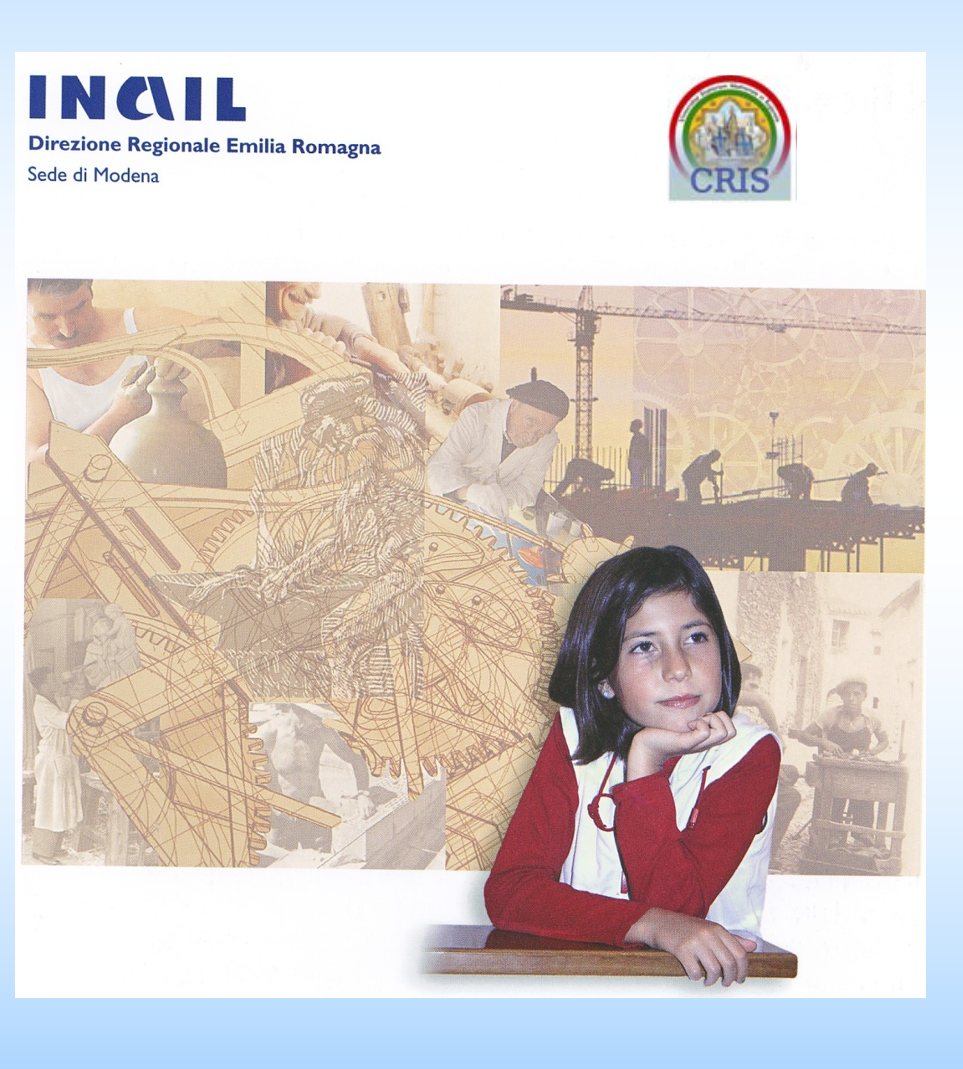 INAIL
Direzione Regionale Emilia Romagna
Sede di Modena
CRIS